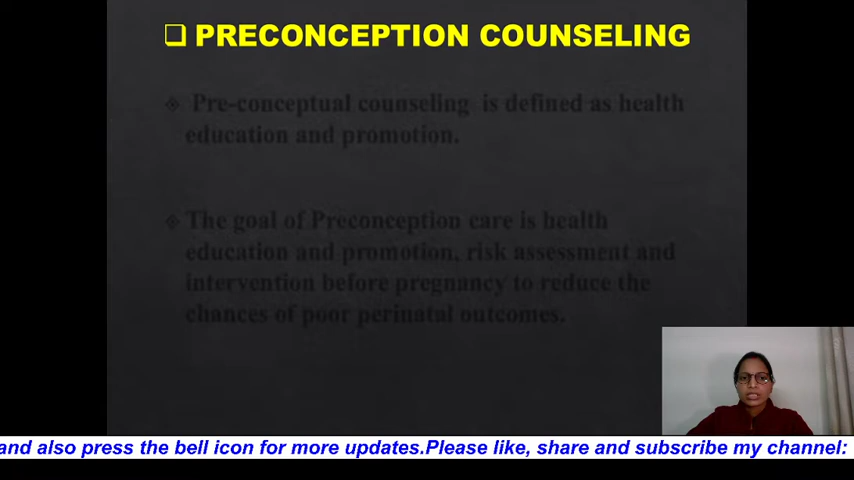 ❑ PRECONCEPTION COUNSELING
❖ Pre-conceptual counseling is defined as health
education and promotion.
❖ The goal of Preconception care is health
education and promotion, risk assessment and
intervention before pregnancy to reduce the
chances of poor perinatal outcomes.
and also press the bell icon for more updates.Please like, share and subscribe my channel: